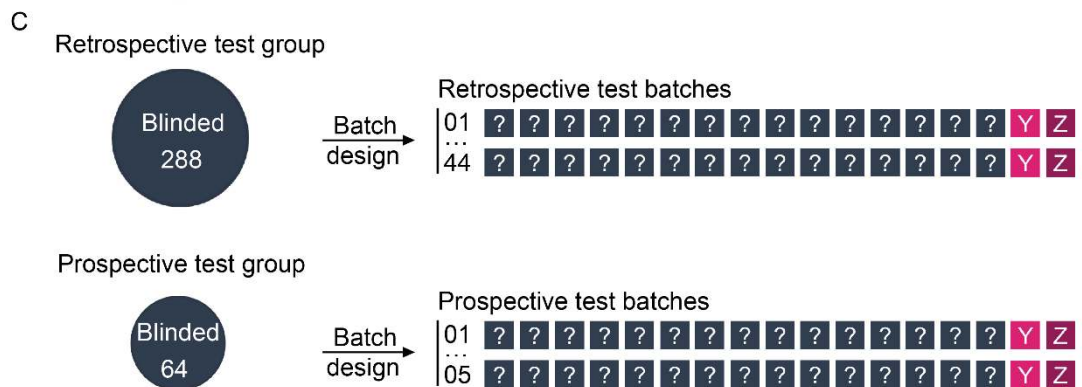 C
Retrospective test group
Blinded
288
Batch
design
Retrospective test batches
01 ? ? ? ? ? ? ? ? ? ? ? ? ? ? ? Y Z
...
44 ? ? ? ? ? ? ? ? ? ? ? ? ? ? ? Y Z
Prospective test group
Blinded
64
Batch
design
Prospective test batches
01 ? ? ? ? ? ? ? ? ? ? ? ? ? ? ? Y Z
...
05 ? ? ? ? ? ? ? ? ? ? ? ? ? ? ? Y Z